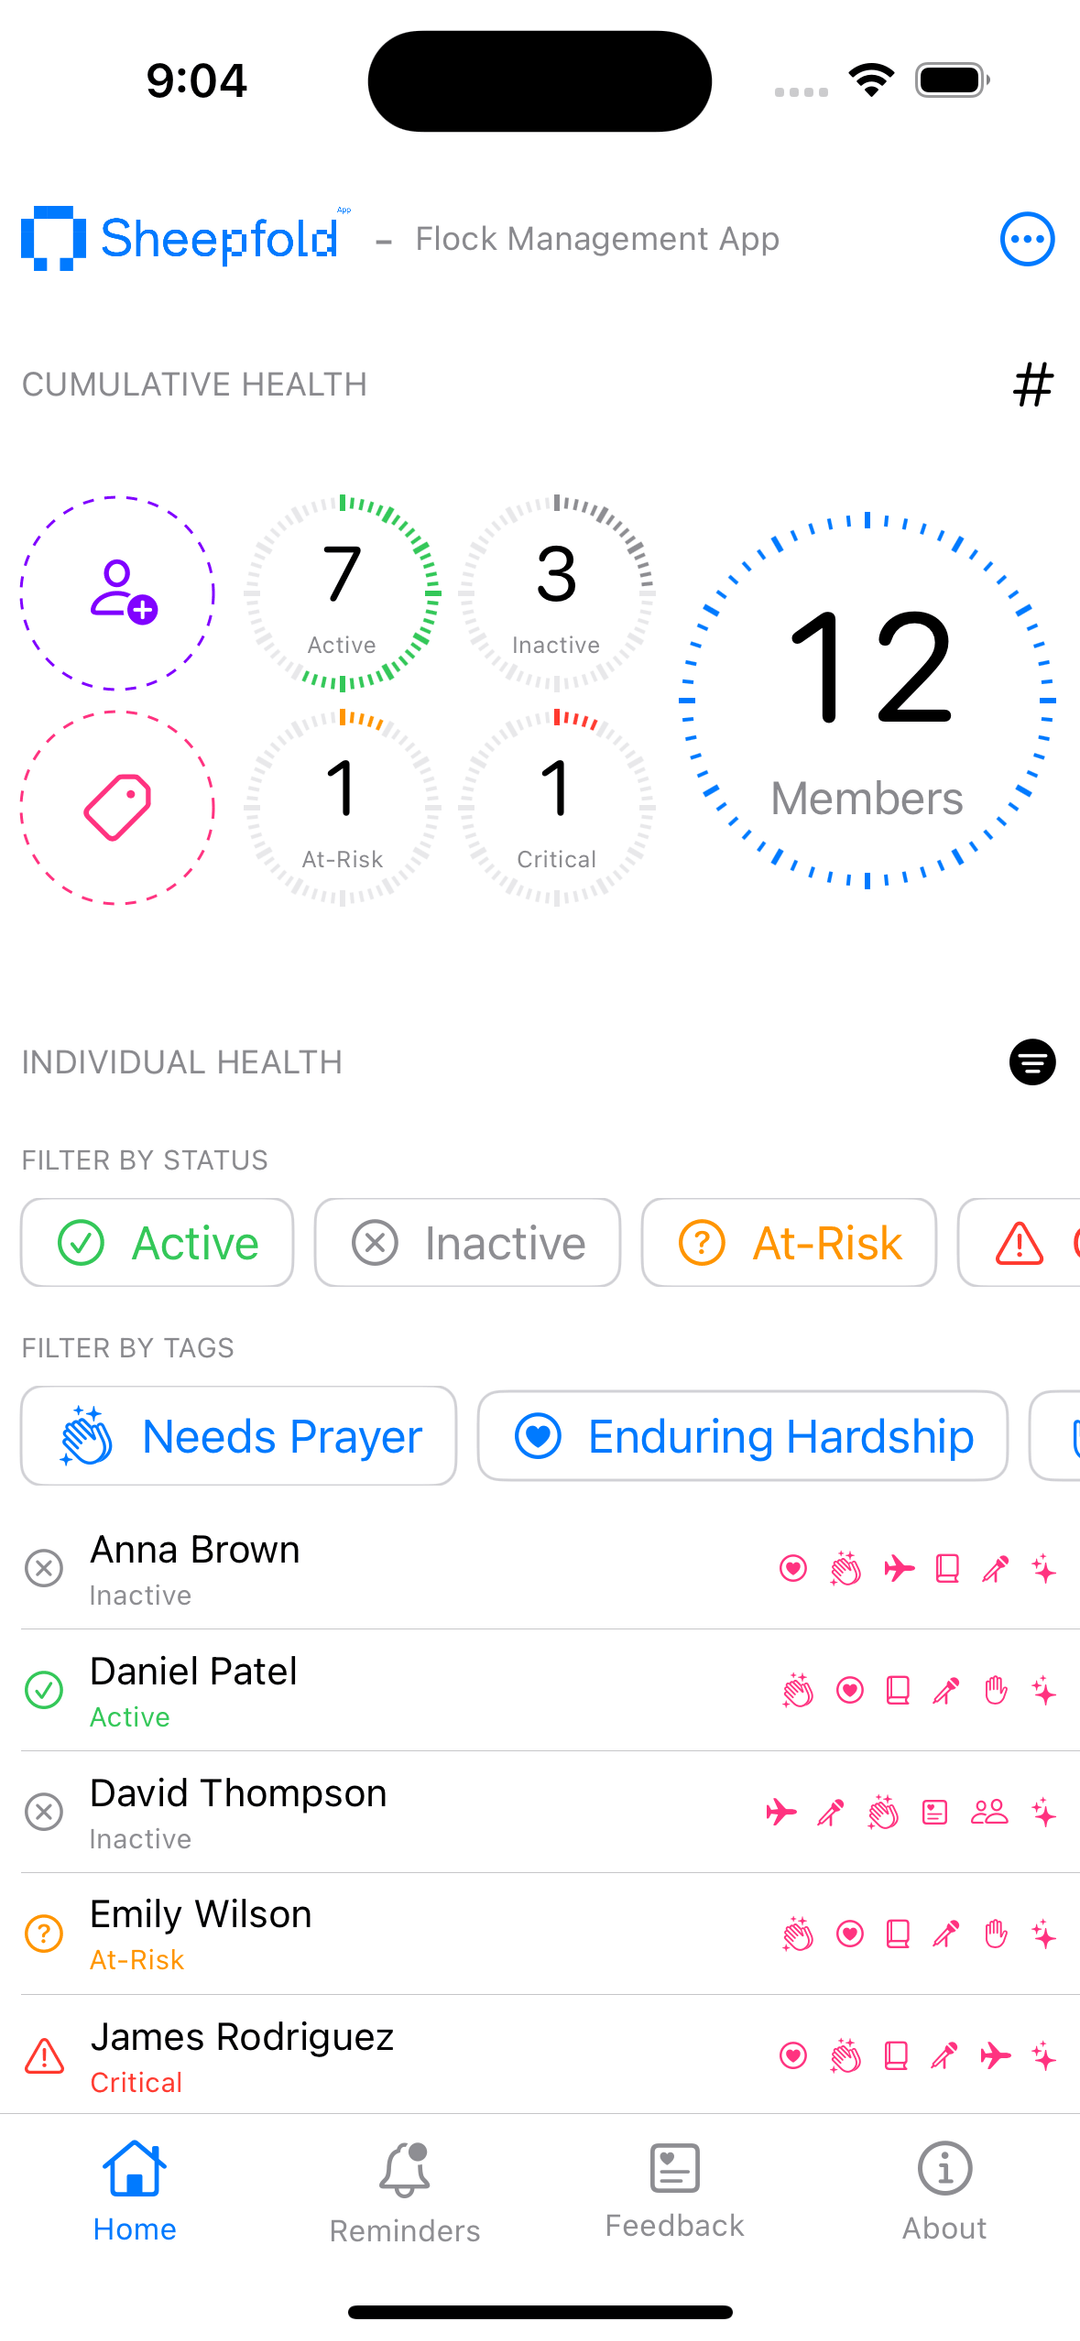 9:04
Sheepfold App - Flock Management App
CUMULATIVE HEALTH
#
7
Active
3
Inactive
1
At-Risk
1
Critical
12
Members
INDIVIDUAL HEALTH
FILTER BY STATUS
Active
Inactive
At-Risk
FILTER BY TAGS
Needs Prayer
Enduring Hardship
Anna Brown
Inactive
Daniel Patel
Active
David Thompson
Inactive
Emily Wilson
At-Risk
James Rodriguez
Critical
Home
Reminders
Feedback
About